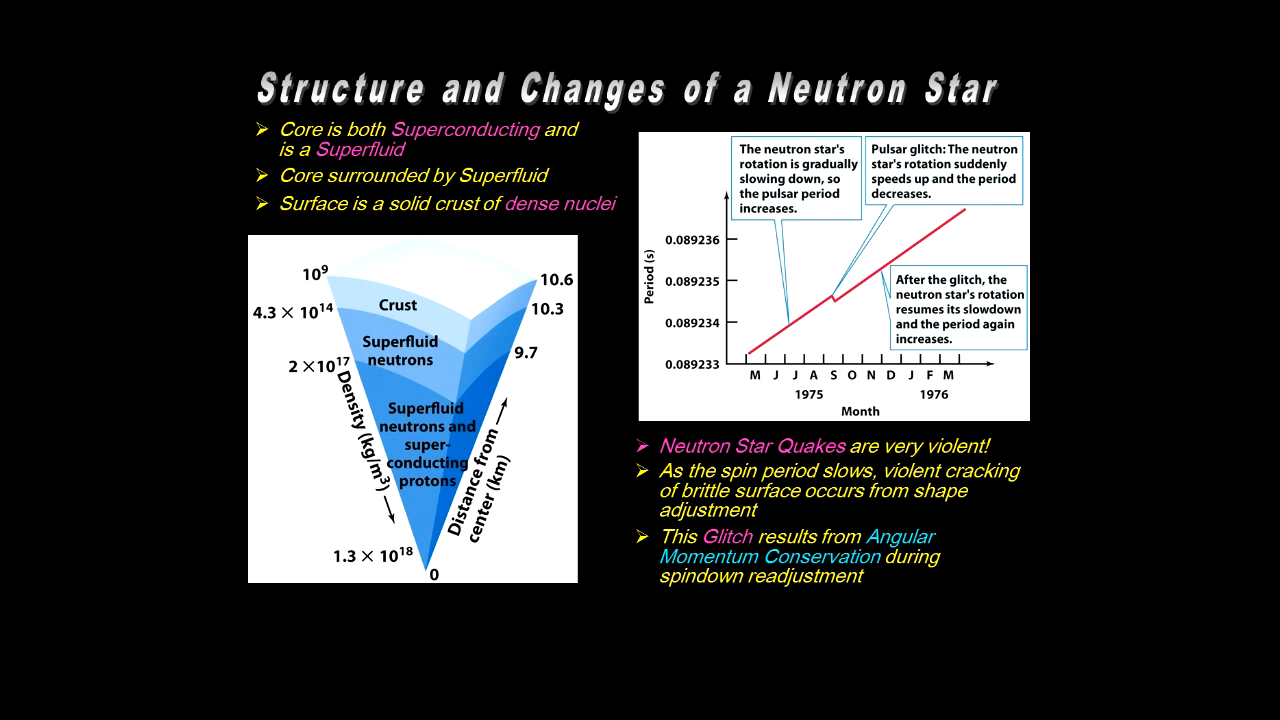 Structure and Changes of a Neutron Star
Core is both Superconducting and
is a Superfluid
Core surrounded by Superfluid
Surface is a solid crust of dense nuclei
10⁹
4.3 × 10¹⁴
2 ×10¹⁷
1.3 × 10¹⁸
Density (kg/m³)
Crust
Superfluid
neutrons
Superfluid
neutrons and
super-
conducting
protons
10.6
10.3
9.7
0
Distance from
center (km)
The neutron star's
rotation is gradually
slowing down, so
the pulsar period
increases.
Pulsar glitch: The neutron
star's rotation suddenly
speeds up and the period
decreases.
After the glitch, the
neutron star's rotation
resumes its slowdown
and the period again
increases.
Period (s)
0.089236
0.089235
0.089234
0.089233
M J J A S O N D J F M
1975 1976
Month
Neutron Star Quakes are very violent!
As the spin period slows, violent cracking
of brittle surface occurs from shape
adjustment
This Glitch results from Angular
Momentum Conservation during
spindown readjustment